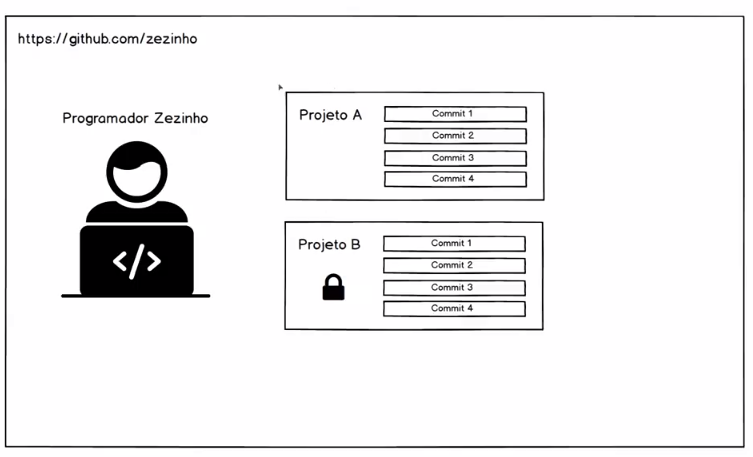 https://github.com/zezinho
Programador Zezinho
</>
Projeto A
Commit 1
Commit 2
Commit 3
Commit 4
Projeto B
Commit 1
Commit 2
Commit 3
Commit 4